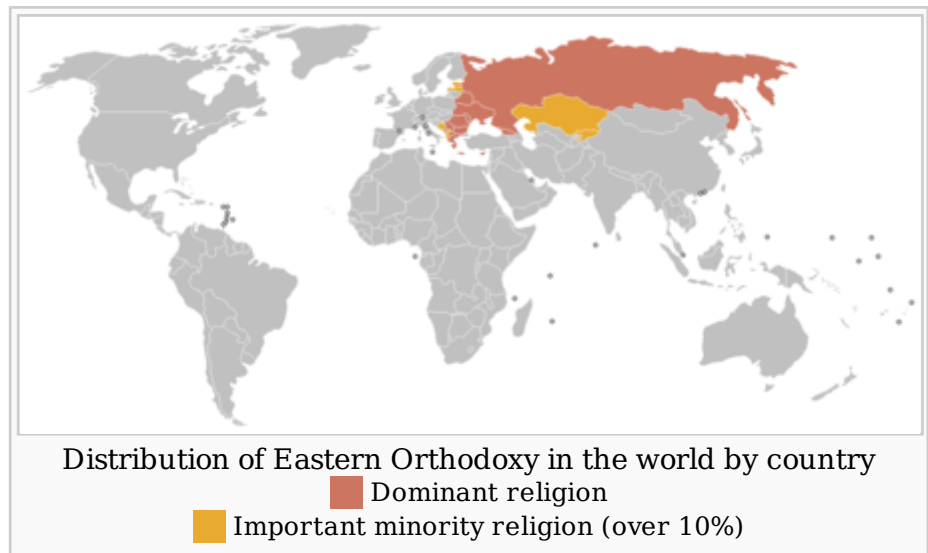 Distribution of Eastern Orthodoxy in the world by country
Dominant religion
Important minority religion (over 10%)